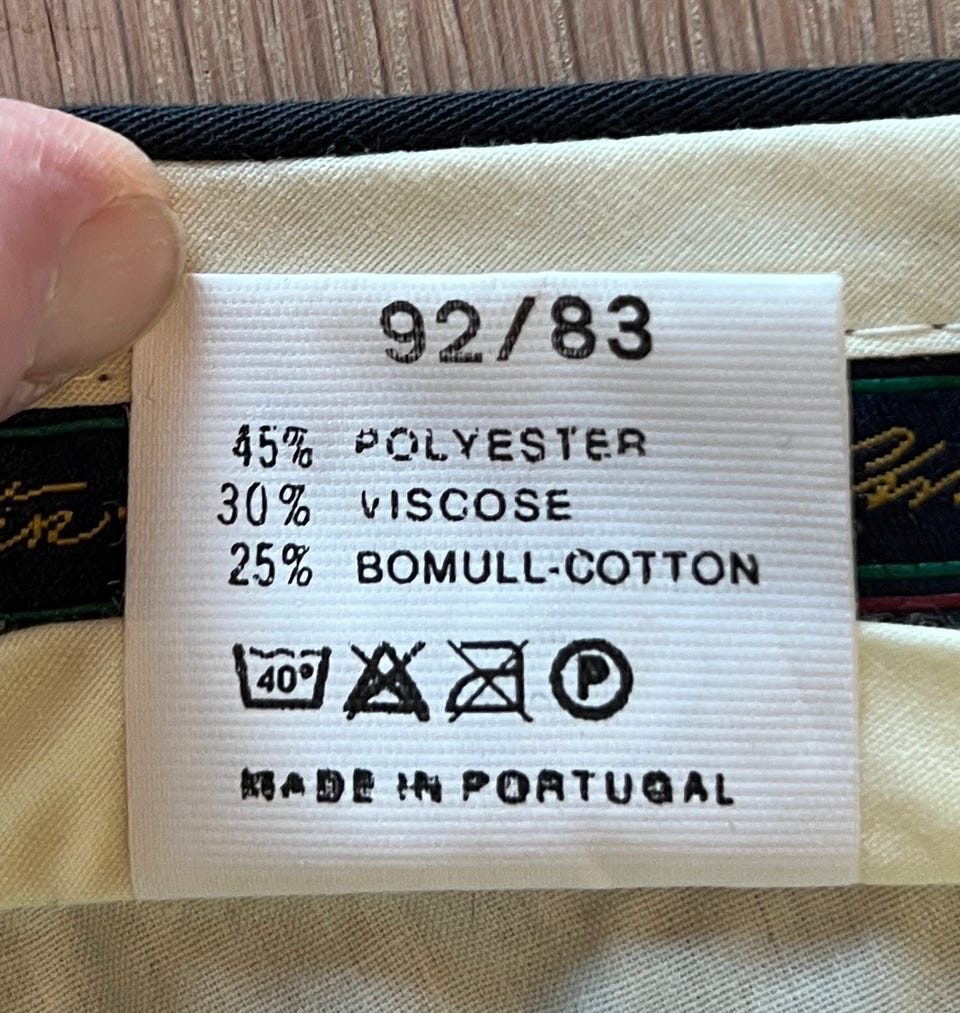 92/83
45% POLYESTER
30% VISCOSE
25% BOMULL-COTTON
40° P
MADE IN PORTUGAL